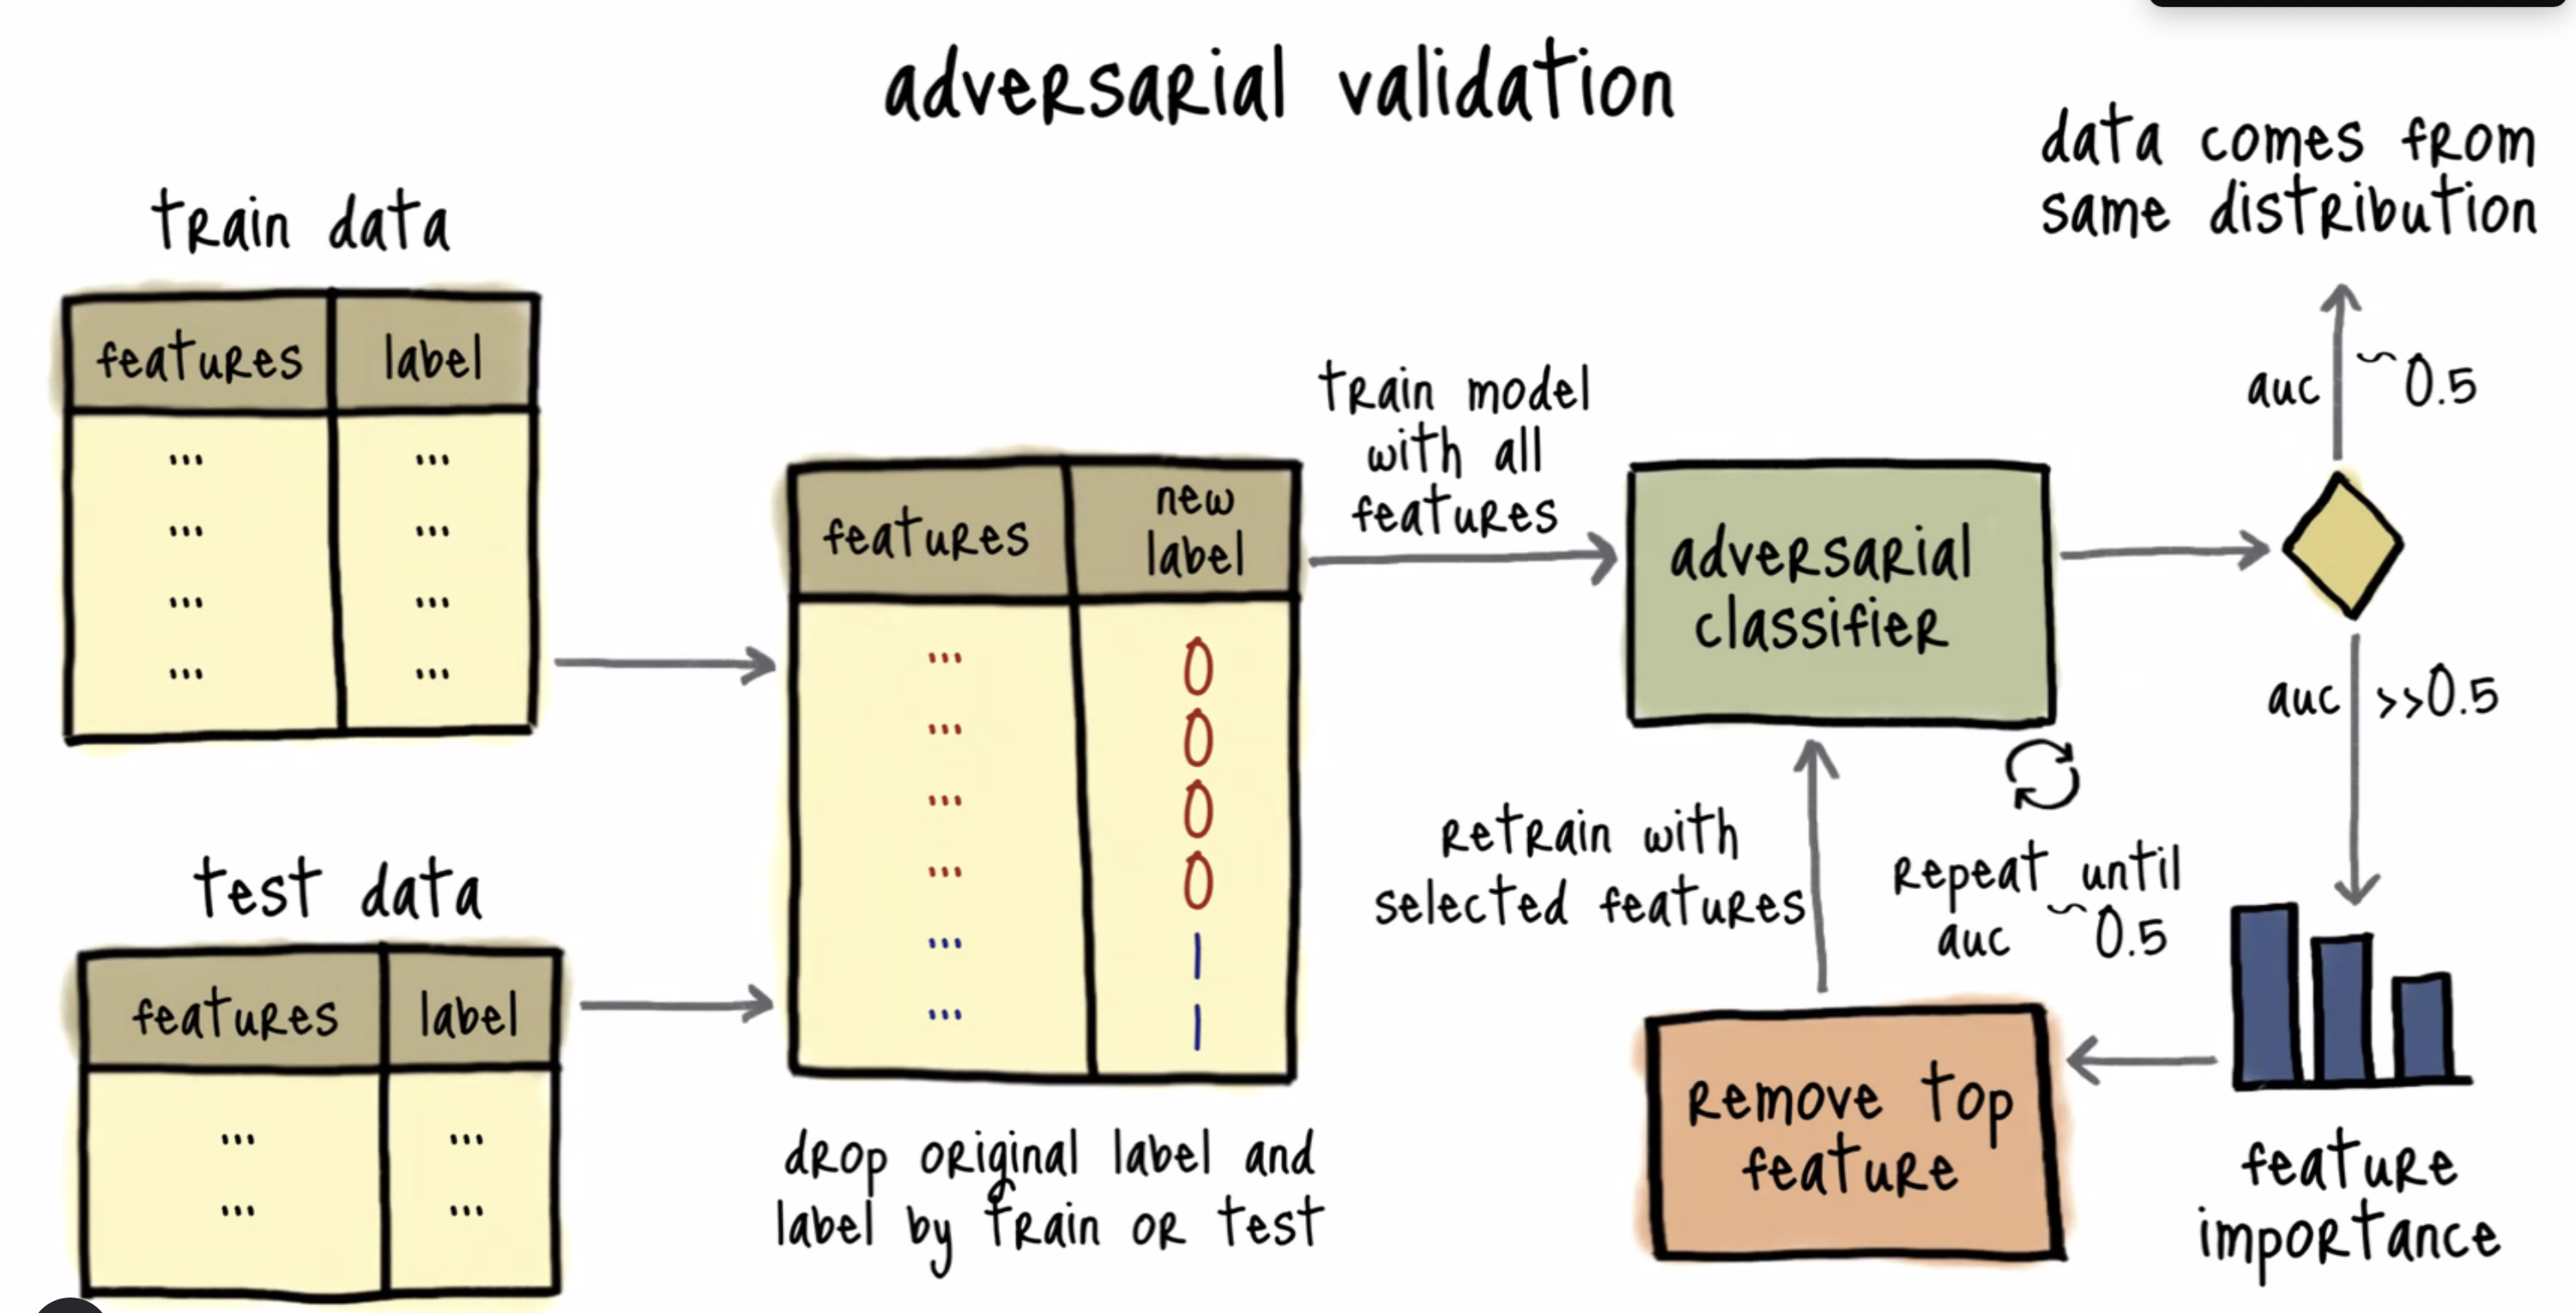 adversarial validation
train data
features label
... ...
... ...
... ...
... ...
test data
features label
... ...
... ...
features new label
... 0
... 0
... 0
... 0
... 1
... 1
drop original label and
label by train or test
train model
with all
features
adversarial
classifier
data comes from
same distribution
auc ~0.5
auc >>0.5
feature
importance
remove top
feature
retrain with
selected features
repeat until
auc ~0.5